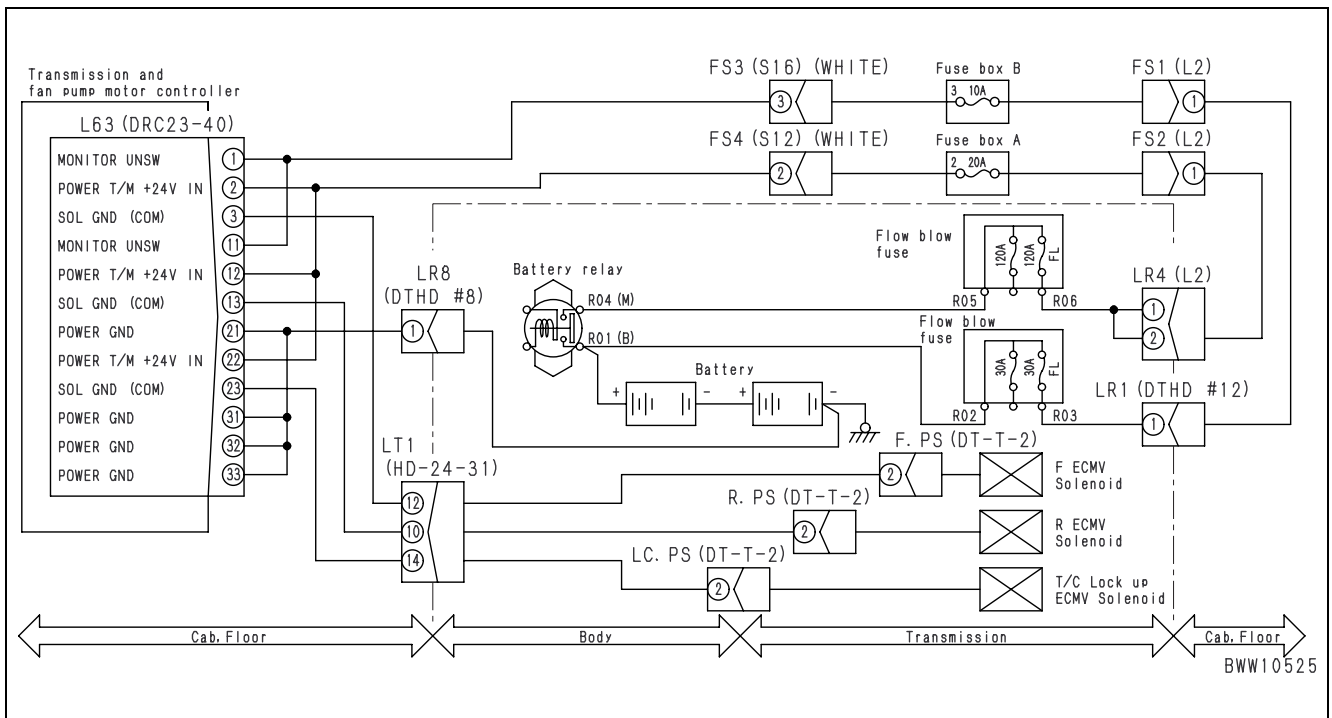 Transmission and
fan pump motor controller
L63 (DRC23-40)
MONITOR UNSW 1
POWER T/M +24V IN 2
SOL GND (COM) 3
MONITOR UNSW 11
POWER T/M +24V IN 12
SOL GND (COM) 13
POWER GND 21
POWER T/M +24V IN 22
SOL GND (COM) 23
POWER GND 31
POWER GND 32
POWER GND 33
FS3 (S16) (WHITE)
3
Fuse box B
3 10A
FS1 (L2)
1
FS4 (S12) (WHITE)
2
Fuse box A
2 20A
FS2 (L2)
1
LR8
(DTHD #8)
1
Battery relay
R04 (M)
R01 (B)
Flow blow
fuse
120A 120A FL
R05 R06
LR4 (L2)
1
2
Flow blow
fuse
30A 30A FL
R02 R03
LR1 (DTHD #12)
1
Battery
+ - + -
LT1
(HD-24-31)
12
10
14
F. PS (DT-T-2)
2
F ECMV
Solenoid
R. PS (DT-T-2)
2
R ECMV
Solenoid
LC. PS (DT-T-2)
2
T/C Lock up
ECMV Solenoid
Cab. Floor Body Transmission Cab. Floor
BWW10525